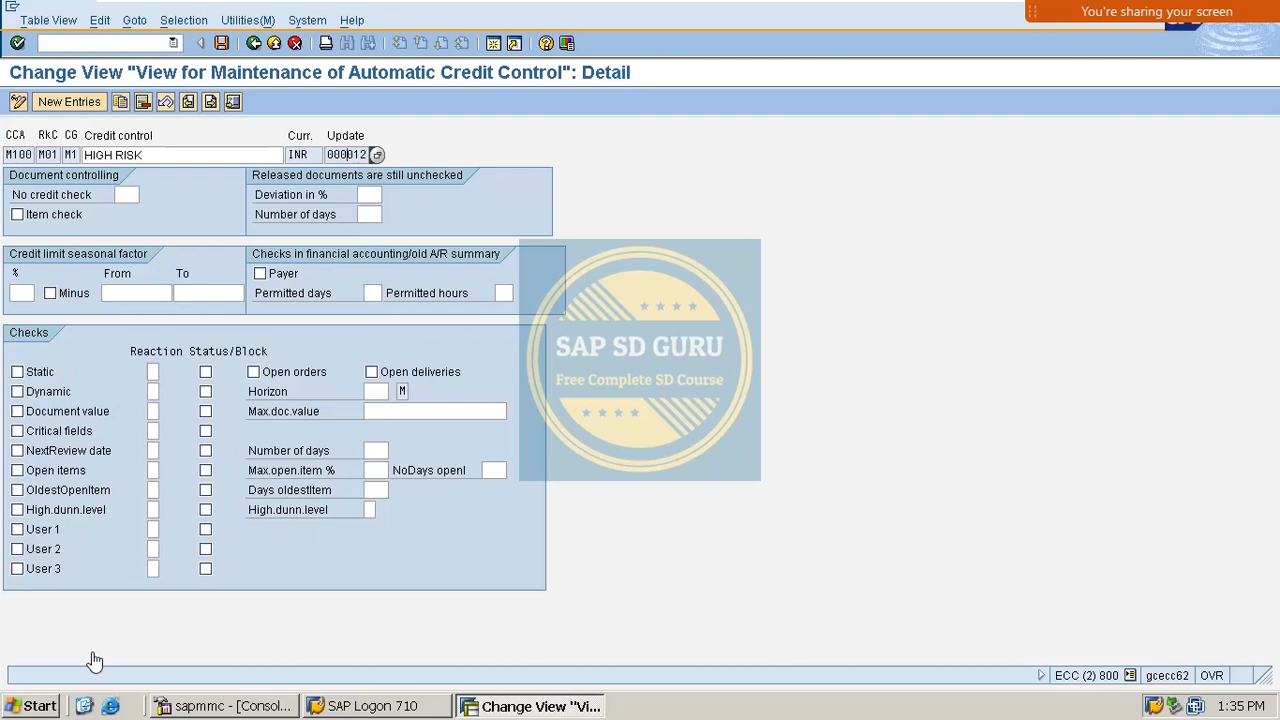 You're sharing your screen
Table View Edit Goto Selection Utilities(M) System Help
Change View "View for Maintenance of Automatic Credit Control": Detail
New Entries
CCA RkC CG Credit control Curr. Update
M100 M01 M1 HIGH RISK INR 000012
Document controlling Released documents are still unchecked
No credit check Deviation in %
Item check Number of days
Credit limit seasonal factor Checks in financial accounting/old A/R summary
% From To Payer
Minus Permitted days Permitted hours
Checks
Reaction Status/Block
Static Open orders Open deliveries
Dynamic Horizon M
Document value Max.doc.value
Critical fields
NextReview date Number of days
Open items Max.open.item % NoDays openI
OldestOpenItem Days oldestItem
High.dunn.level High.dunn.level
User 1
User 2
User 3
SAP SD GURU
Free Complete SD Course
ECC (2) 800 gcecc62 OVR
Start sapmmc - [Consol... SAP Logon 710 Change View "Vi... 1:35 PM